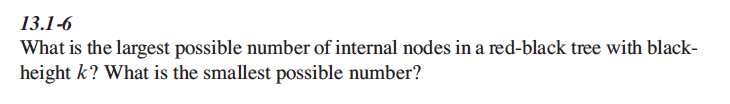 13.1-6
What is the largest possible number of internal nodes in a red-black tree with black-
height k? What is the smallest possible number?